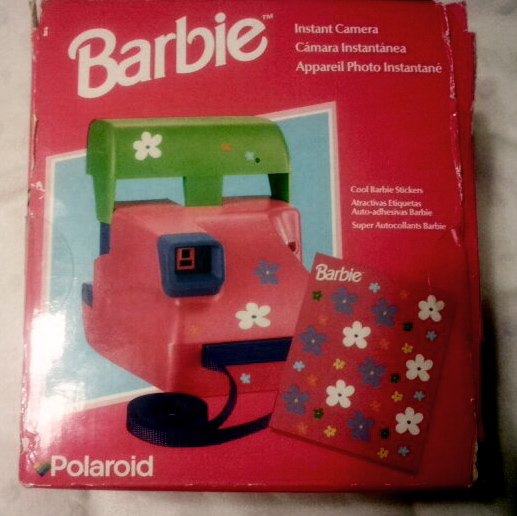 Barbie™
Instant Camera
Cámara Instantánea
Appareil Photo Instantané
Cool Barbie Stickers
Atractivas Etiquetas
Auto-adhesivas Barbie
Super Autocollants Barbie
Barbie
Polaroid